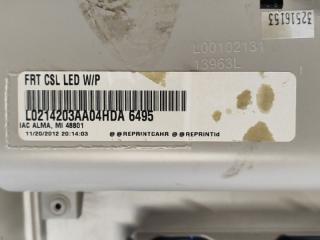 32516153
L00102131
13963L
FRT CSL LED W/P
L0214203AA04HDA 6495
IAC ALMA, MI 48801
11/20/2012 20:14:03 @@REPRINTCAHR @@REPRINTid